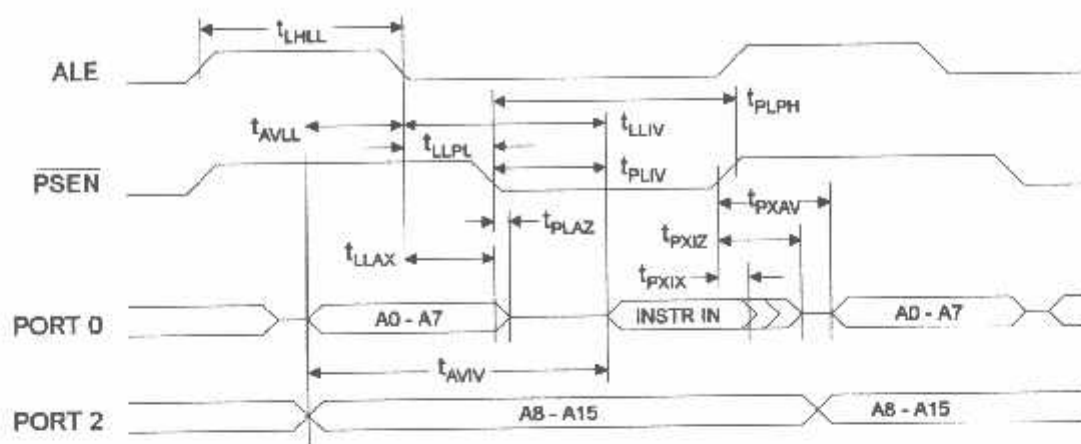 tLHLL
ALE
tPLPH
tAVLL
tLLIV
tLLPL
PSEN
tPLIV
tPXAV
tPLAZ
tPXIZ
tLLAX
tPXIX
PORT 0
A0 - A7
INSTR IN
A0 - A7
tAVIV
PORT 2
A8 - A15
A8 - A15